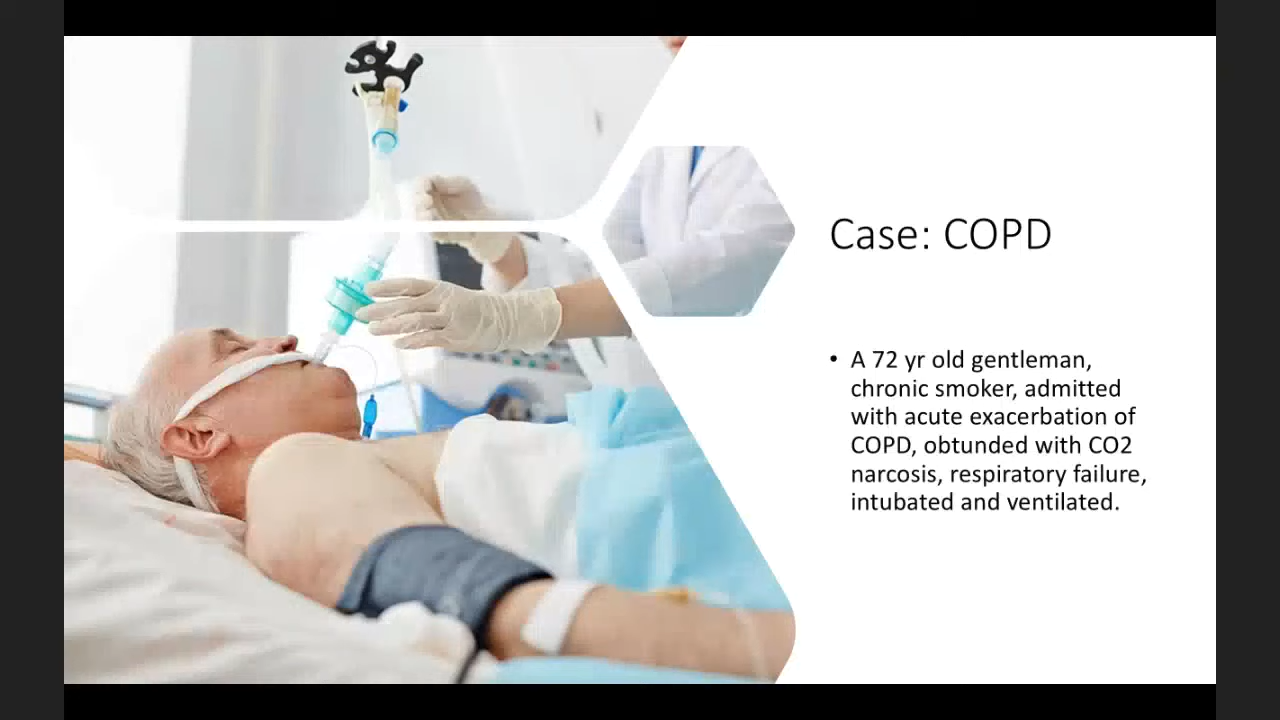 Case: COPD
• A 72 yr old gentleman,
chronic smoker, admitted
with acute exacerbation of
COPD, obtunded with CO2
narcosis, respiratory failure,
intubated and ventilated.